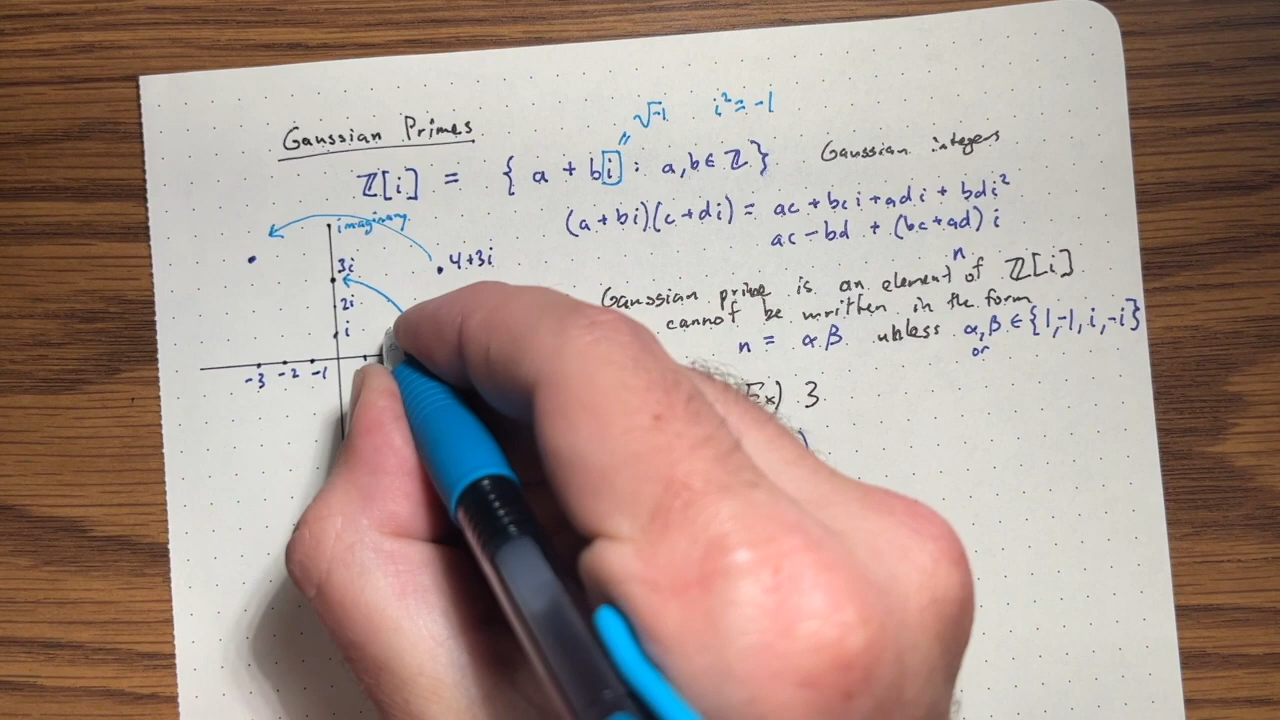 Gaussian Primes
√-1 i² = -1
ℤ[i] = { a + bi : a,b ∈ ℤ } Gaussian integers
(a+bi)(c+di) = ac + bci + adi + bdi²
ac - bd + (bc+ad) i
imaginary
4+3i
3i
2i
i
-3 -2 -1
n
Gaussian prime is an element of ℤ[i]
cannot be written in the form
n = αβ unless α,β ∈ {1,-1,i,-i}
or
Ex) 3